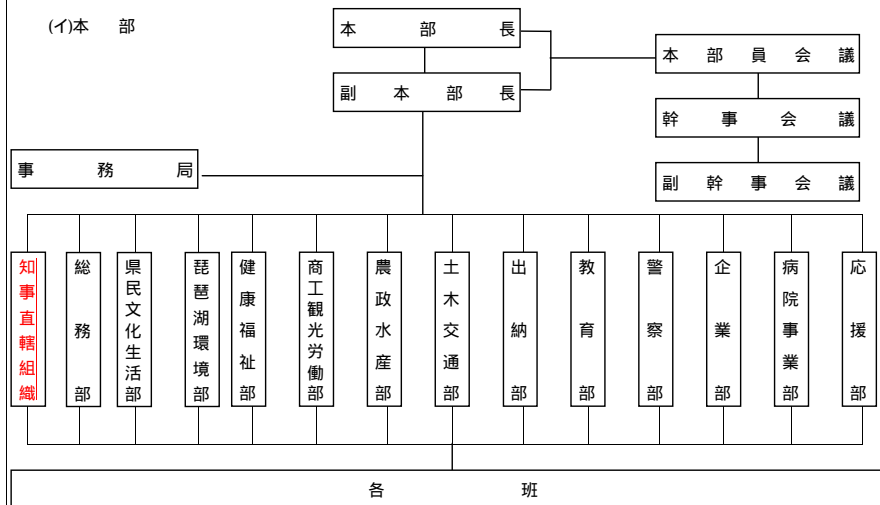 (イ)本　部
本部長
副本部長
本部員会議
幹事会議
副幹事会議
事務局
知事直轄組織
総務部
県民文化生活部
琵琶湖環境部
健康福祉部
商工観光労働部
農政水産部
土木交通部
出納部
教育部
警察部
企業部
病院事業部
応援部
各班